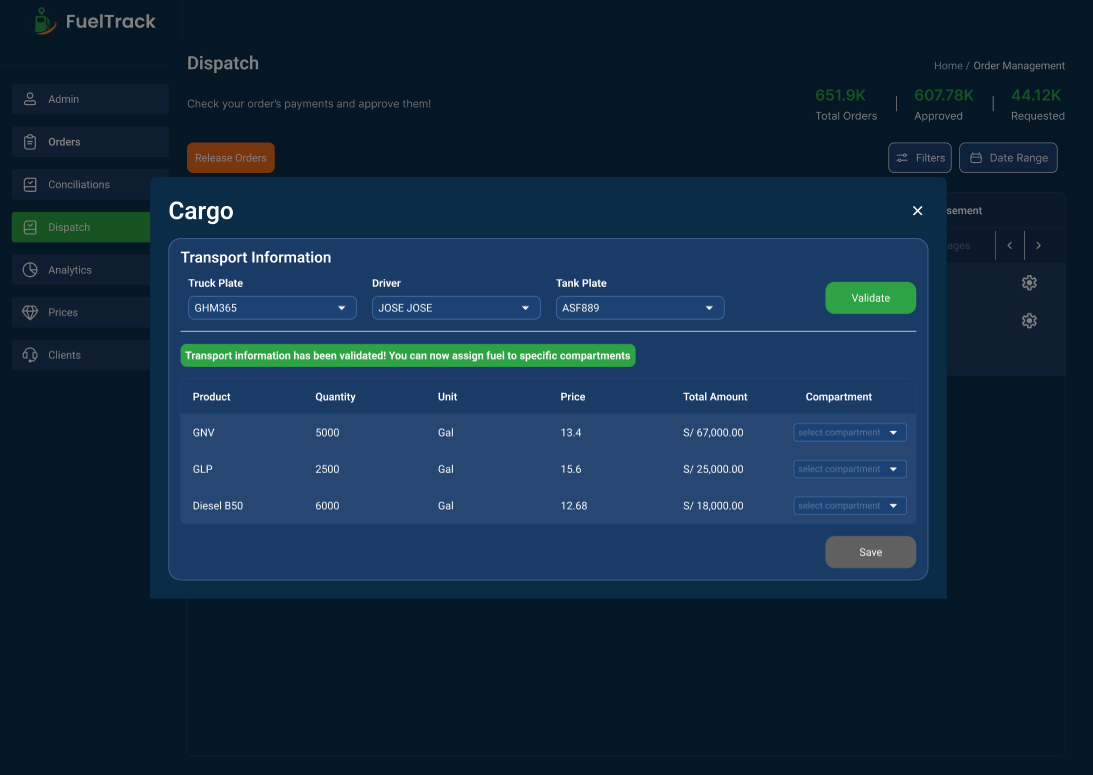 FuelTrack
Dispatch
Home / Order Management
Check your order's payments and approve them!
651.9K 607.78K 44.12K
Total Orders Approved Requested
Admin
Orders
Conciliations
Dispatch
Analytics
Prices
Clients
Release Orders
Filters
Date Range
sement
ages
Cargo
Transport Information
Truck Plate Driver Tank Plate
GHM365 JOSE JOSE ASF889
Validate
Transport information has been validated! You can now assign fuel to specific compartments
Product Quantity Unit Price Total Amount Compartment
GNV 5000 Gal 13.4 S/ 67,000.00 select compartment
GLP 2500 Gal 15.6 S/ 25,000.00 select compartment
Diesel B50 6000 Gal 12.68 S/ 18,000.00 select compartment
Save